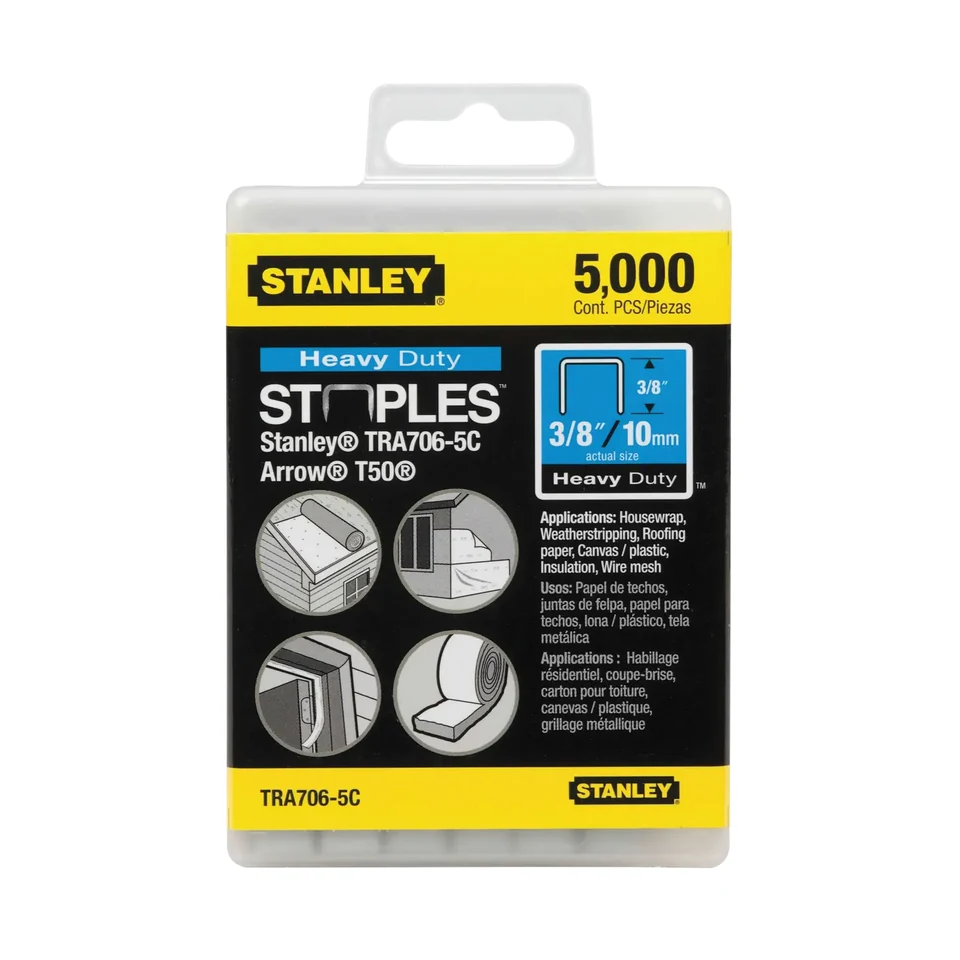 STANLEY®
5,000
Cont. PCS/Piezas
Heavy Duty
STAPLES™
Stanley® TRA706-5C
Arrow® T50®
3/8″
3/8″/10mm
actual size
Heavy Duty ™
Applications: Housewrap,
Weatherstripping, Roofing
paper, Canvas / plastic,
Insulation, Wire mesh
Usos: Papel de techos,
juntas de felpa, papel para
techos, lona / plástico, tela
metálica
Applications : Habillage
résidentiel, coupe-brise,
carton pour toiture,
canevas / plastique,
grillage métallique
TRA706-5C
STANLEY